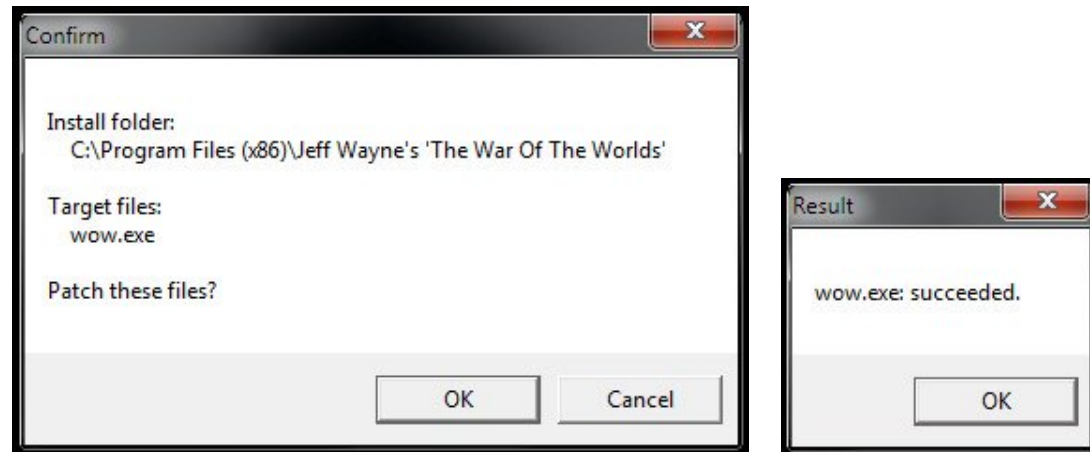 Confirm
Install folder:
C:\Program Files (x86)\Jeff Wayne's 'The War Of The Worlds'
Target files:
wow.exe
Patch these files?
OK
Cancel
Result
wow.exe: succeeded.
OK